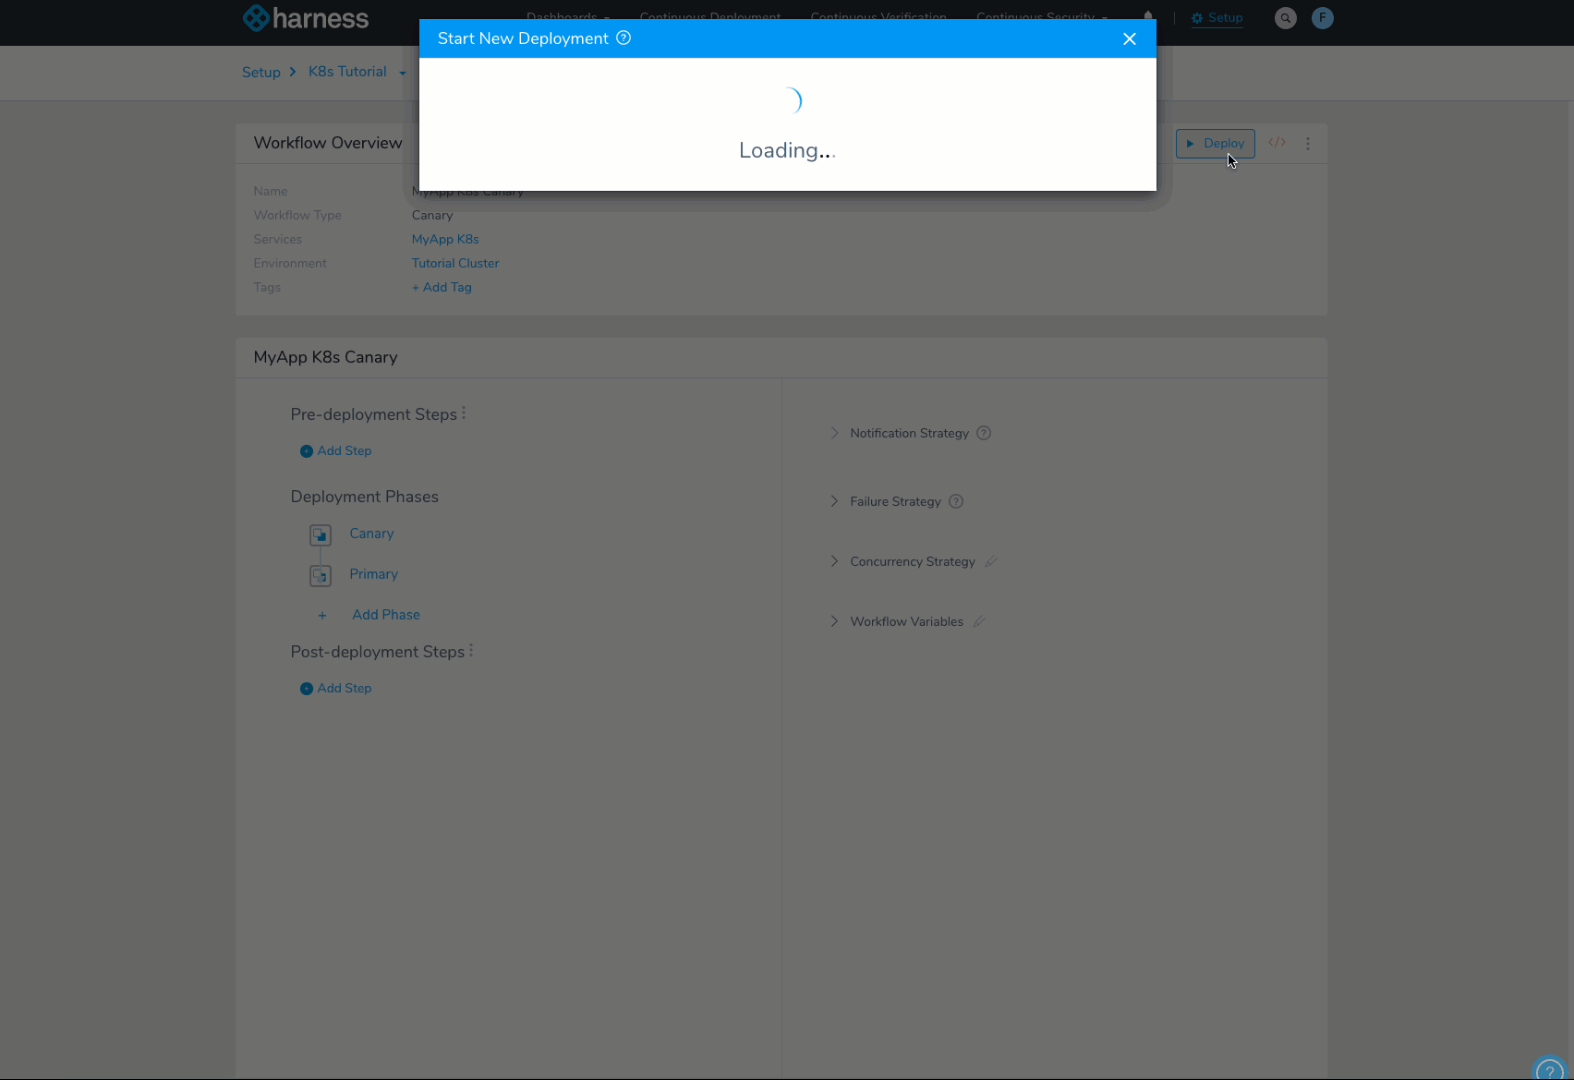 harness
Dashboards
Continuous Deployment
Continuous Verification
Continuous Security
Setup
F
Start New Deployment ?
Setup > K8s Tutorial
Loading...
Workflow Overview
Deploy
</>
Name MyApp K8s Canary
Workflow Type Canary
Services MyApp K8s
Environment Tutorial Cluster
Tags + Add Tag
MyApp K8s Canary
Pre-deployment Steps
Add Step
Deployment Phases
Canary
Primary
+ Add Phase
Post-deployment Steps
Add Step
Notification Strategy ?
Failure Strategy ?
Concurrency Strategy
Workflow Variables
?